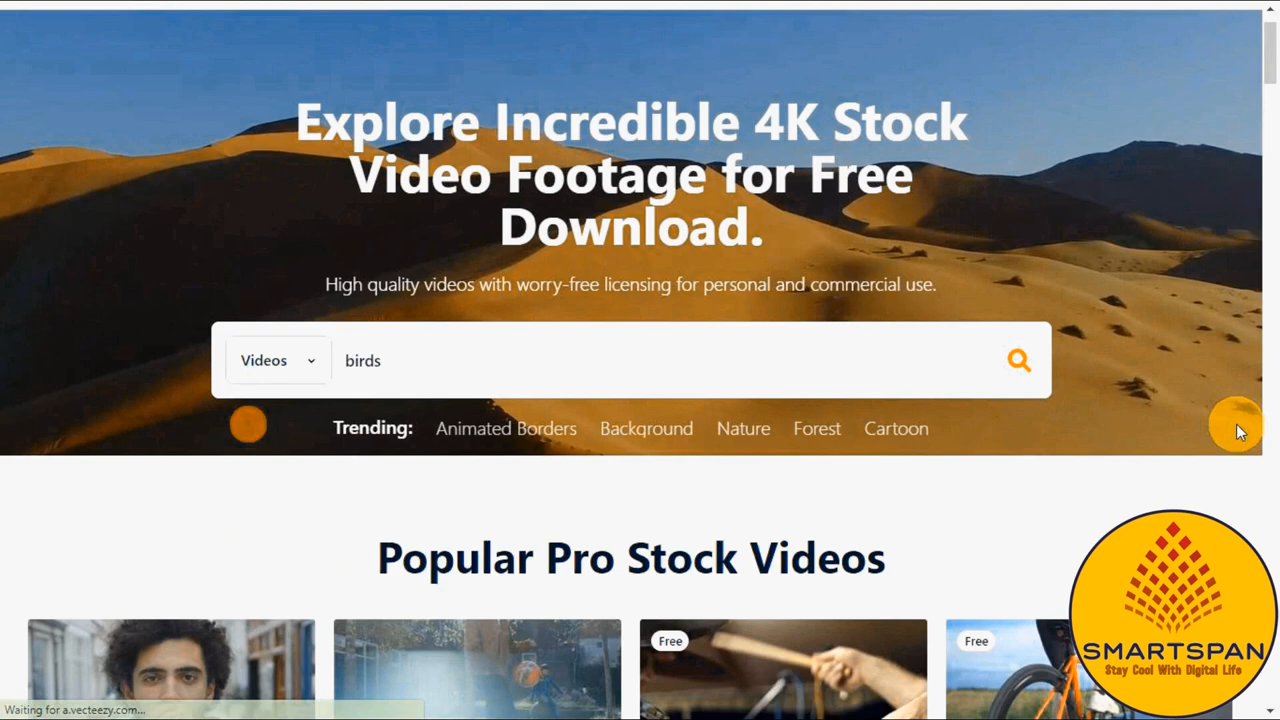 Explore Incredible 4K Stock
Video Footage for Free
Download.
High quality videos with worry-free licensing for personal and commercial use.
Videos birds
Trending: Animated Borders Background Nature Forest Cartoon
Popular Pro Stock Videos
Free Free
SMARTSPAN
Stay Cool With Digital Life
Waiting for a.vecteezy.com...